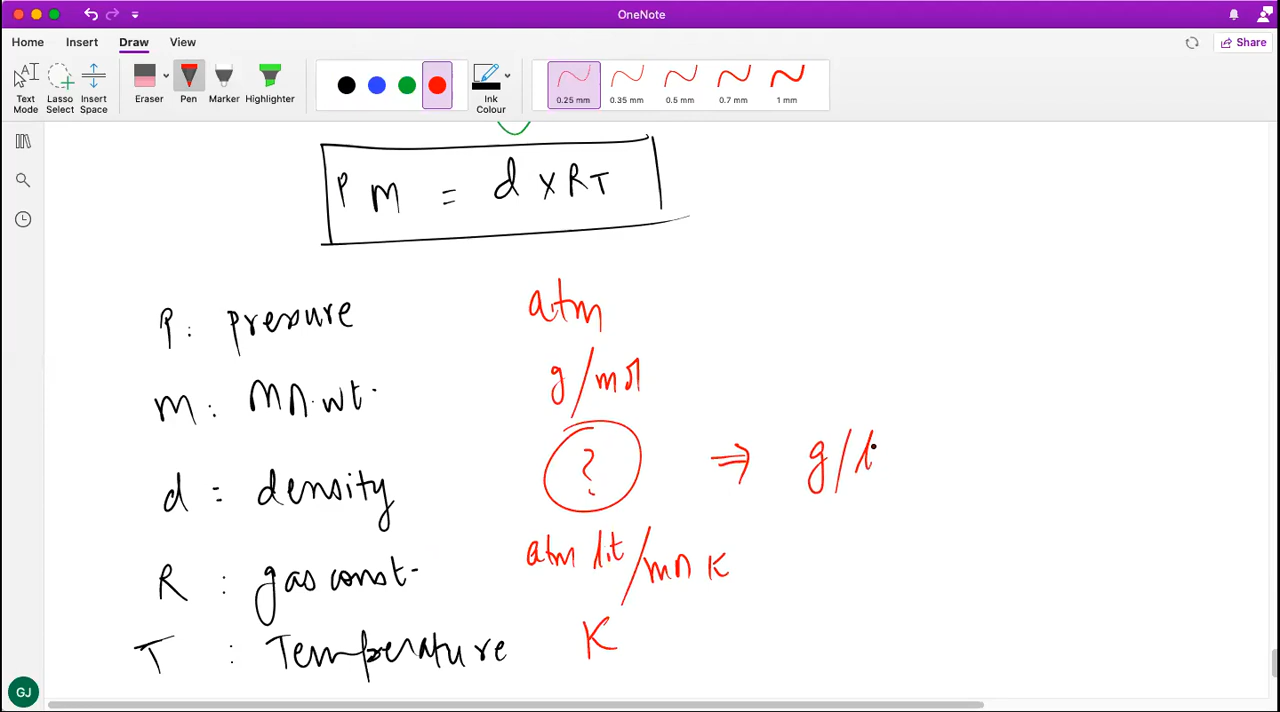 OneNote
Home Insert Draw View
Share
Text Mode
Lasso Select
Insert Space
Eraser
Pen
Marker
Highlighter
Ink Colour
0.25 mm
0.35 mm
0.5 mm
0.7 mm
1 mm
P M = d X R T
P : pressure atm
M : Mol. wt. g/mol
d = density ? ⇒ g/l
R : gas const. atm lit/mol K
T : Temperature K
GJ